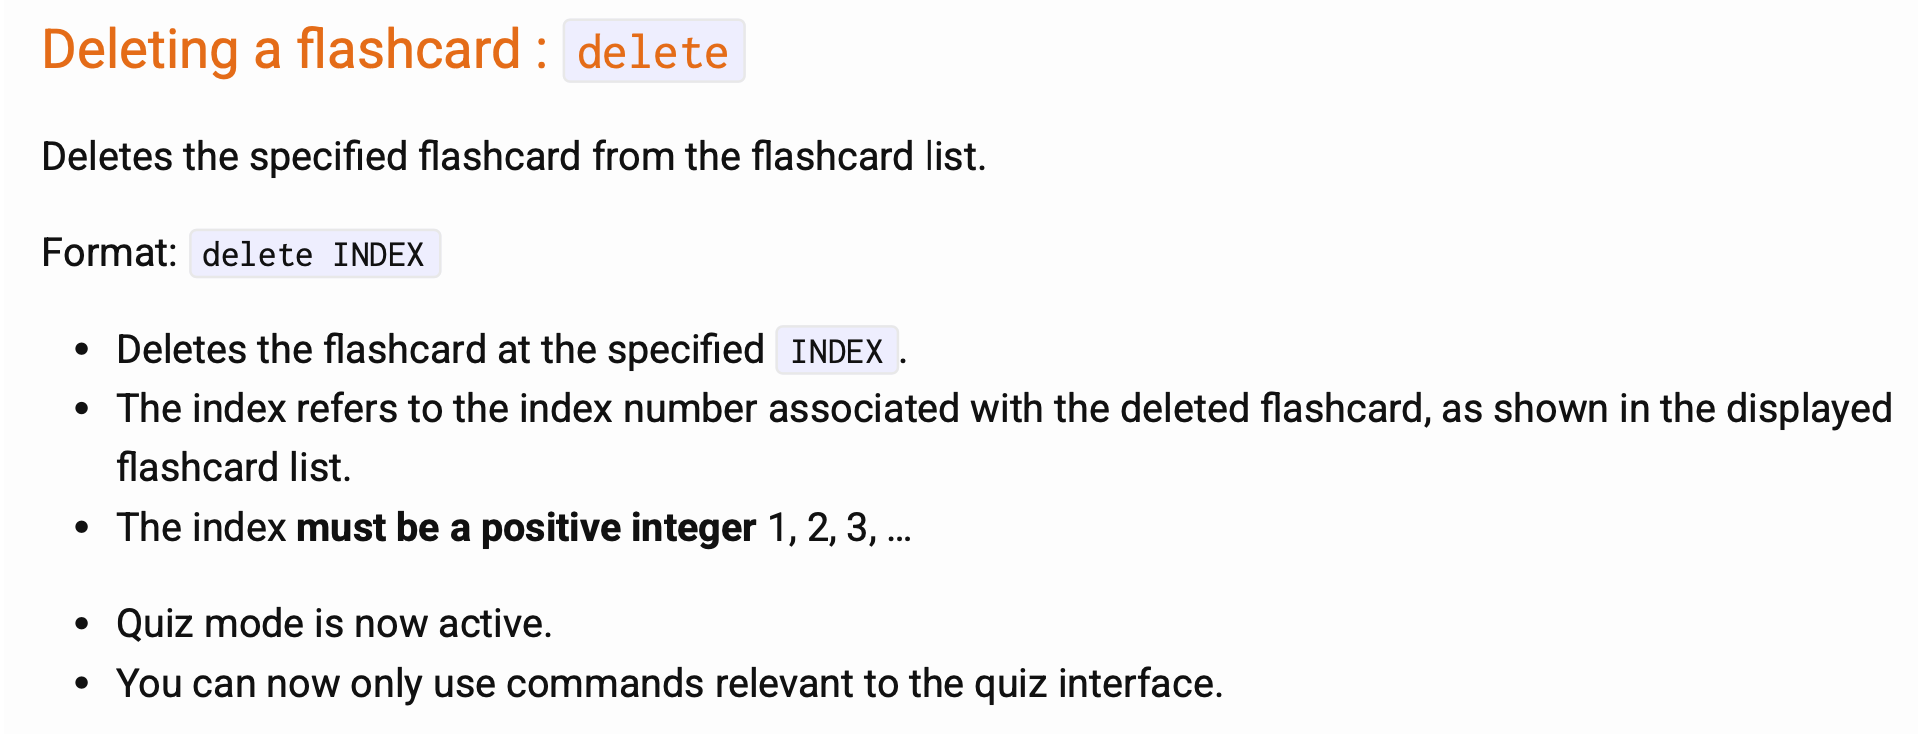 Deleting a flashcard : delete
Deletes the specified flashcard from the flashcard list.
Format: delete INDEX
• Deletes the flashcard at the specified INDEX.
• The index refers to the index number associated with the deleted flashcard, as shown in the displayed
flashcard list.
• The index must be a positive integer 1, 2, 3, …
• Quiz mode is now active.
• You can now only use commands relevant to the quiz interface.